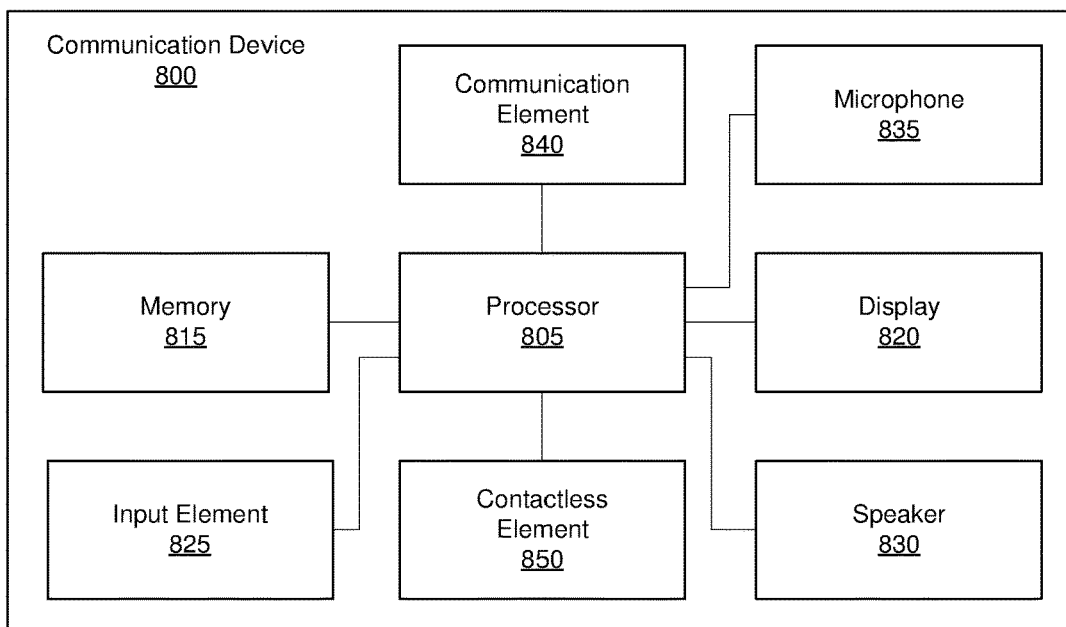 Communication Device
800
Communication
Element
840
Microphone
835
Memory
815
Processor
805
Display
820
Input Element
825
Contactless
Element
850
Speaker
830